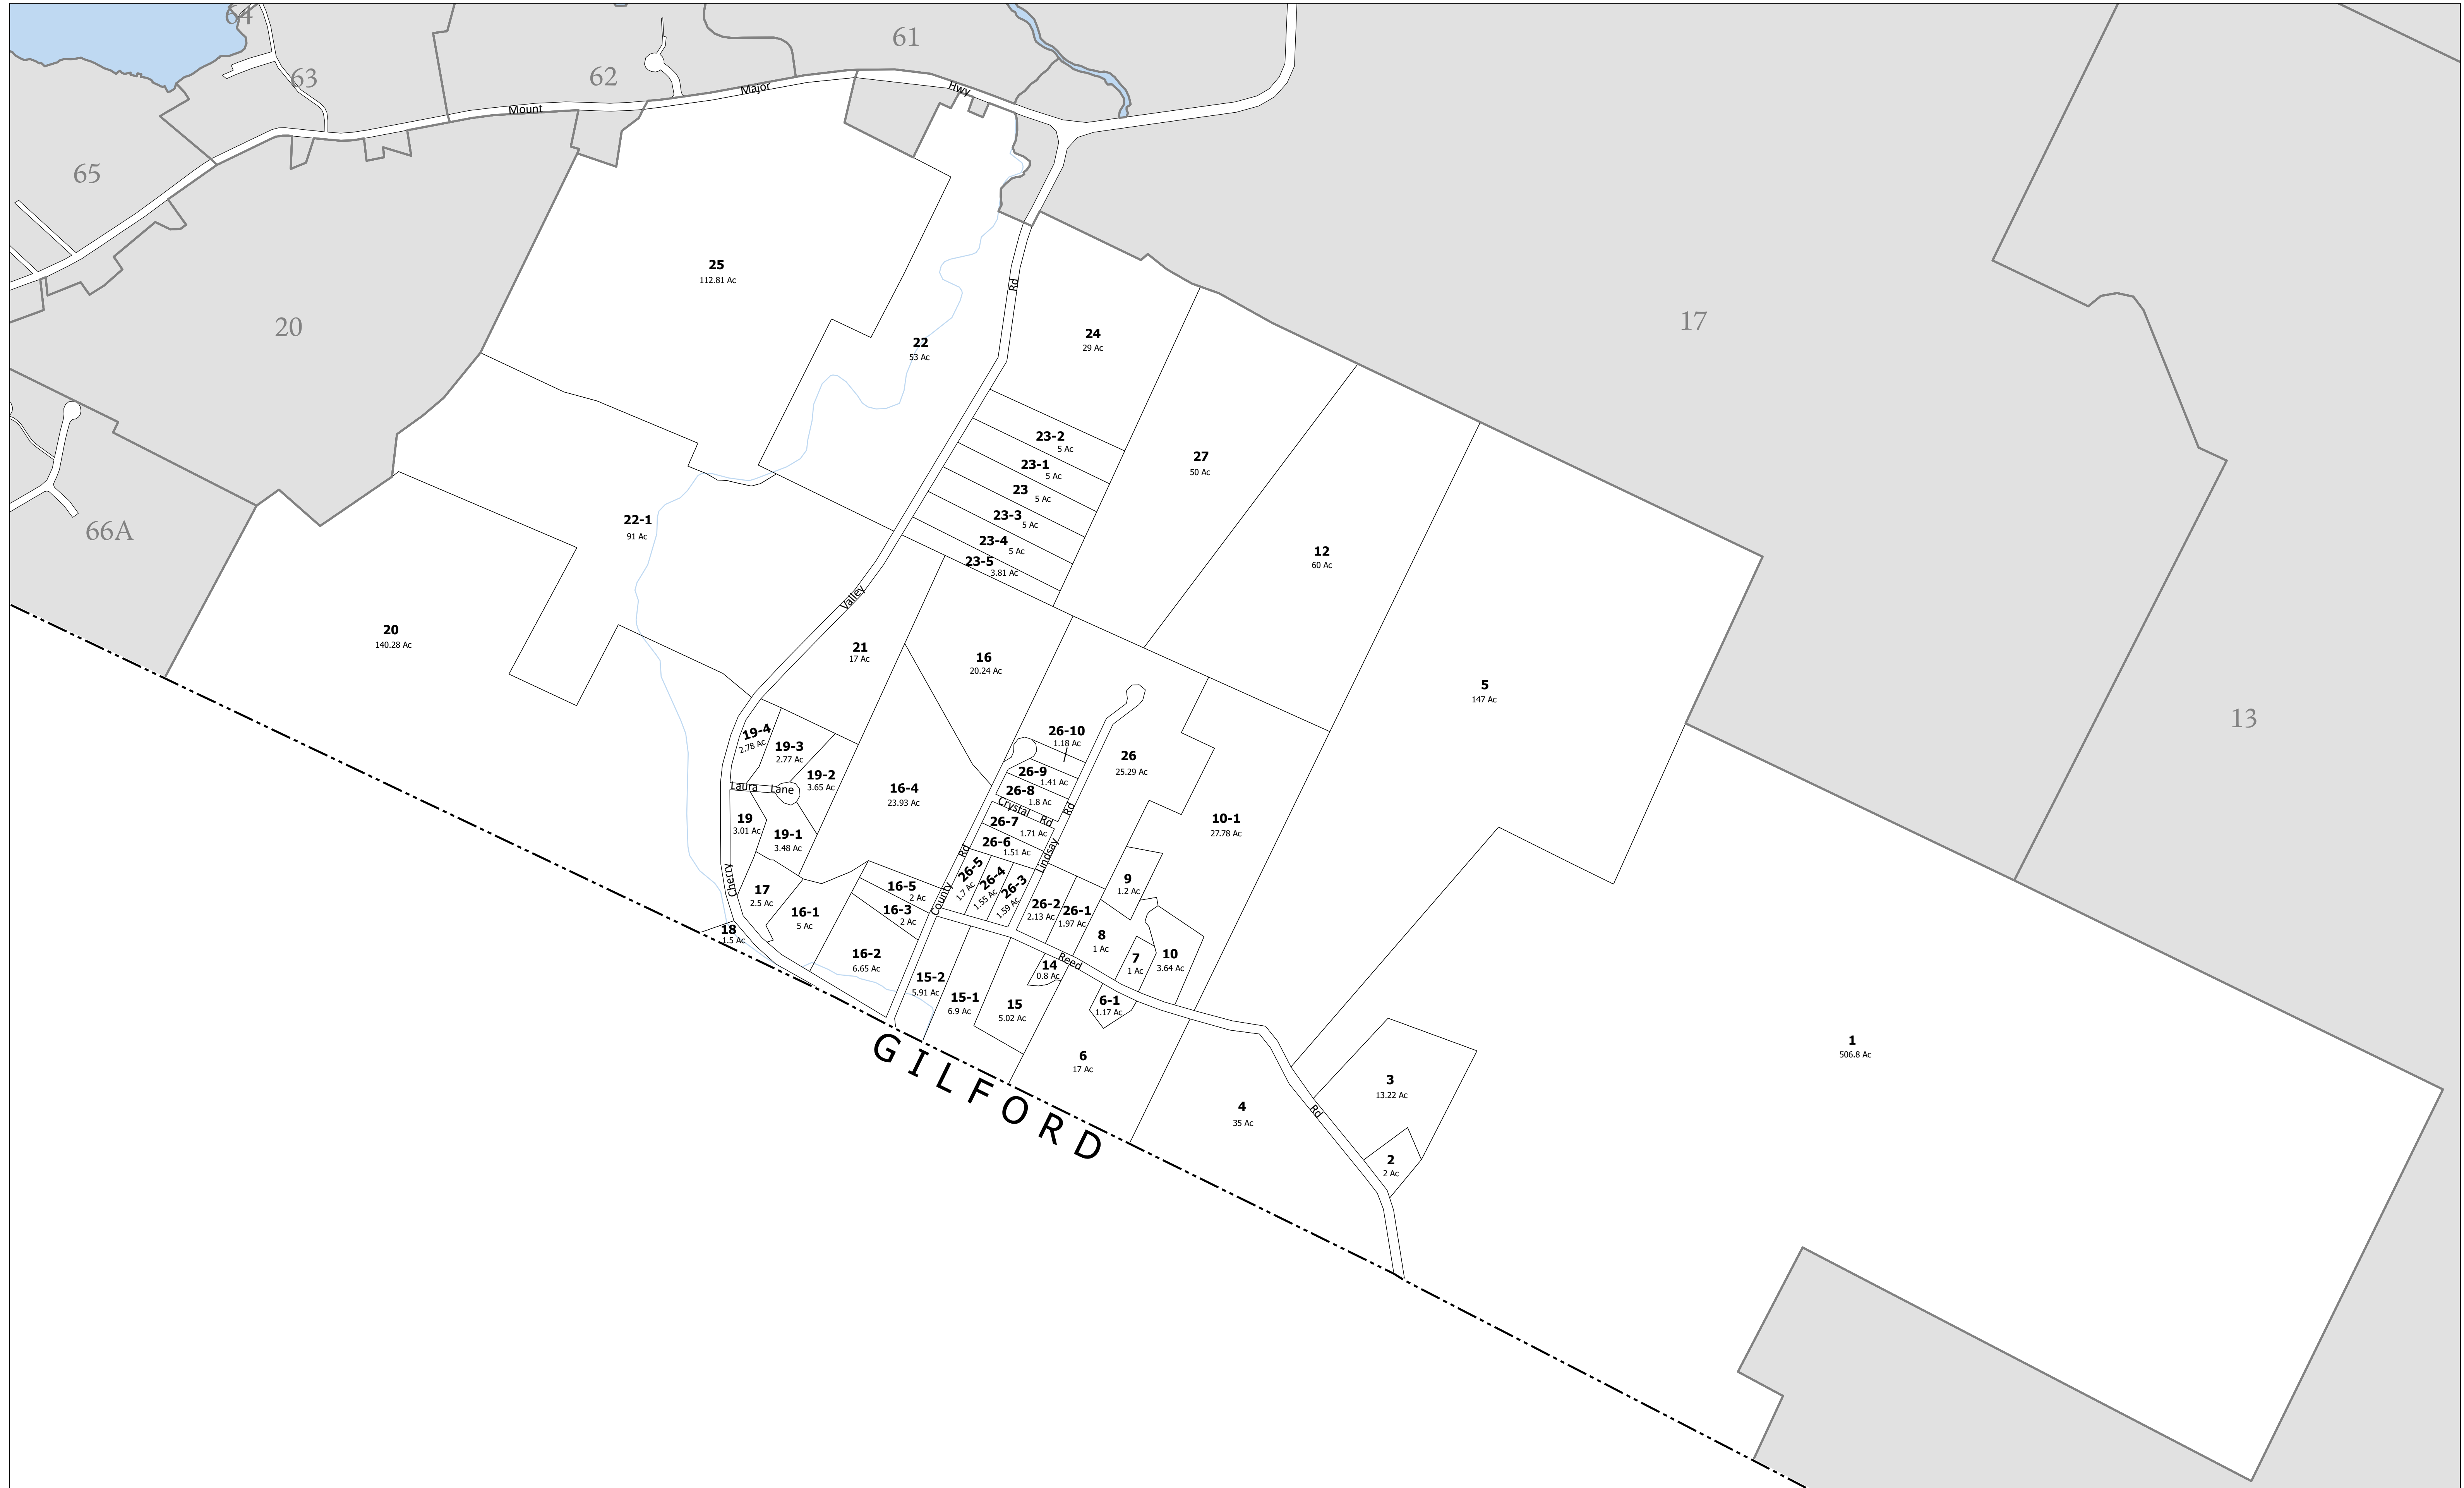 64
61
63
62
Mount
Major
Hwy
65
20
17
66A
13
25
112.81 Ac
22
53 Ac
Rd
24
29 Ac
23-2
5 Ac
23-1
5 Ac
23
5 Ac
23-3
5 Ac
23-4
5 Ac
23-5
3.81 Ac
27
50 Ac
12
60 Ac
22-1
91 Ac
Valley
20
140.28 Ac
21
17 Ac
16
20.24 Ac
5
147 Ac
19-4
2.78 Ac
19-3
2.77 Ac
19-2
3.65 Ac
Laura Lane
16-4
23.93 Ac
26-10
1.18 Ac
26
25.29 Ac
26-9
1.41 Ac
26-8
1.8 Ac
Crystal Rd
Rd
26-7
1.71 Ac
10-1
27.78 Ac
19
3.01 Ac
19-1
3.48 Ac
26-6
1.51 Ac
Lindsay
Rd
26-5
1.7 Ac
26-4
1.55 Ac
26-3
1.59 Ac
Cherry
17
2.5 Ac
16-5
2 Ac
16-3
2 Ac
County
26-2
2.13 Ac
26-1
1.97 Ac
9
1.2 Ac
16-1
5 Ac
18
1.5 Ac
16-2
6.65 Ac
8
1 Ac
7
1 Ac
10
3.64 Ac
Reed
14
0.8 Ac
15-2
5.91 Ac
15-1
6.9 Ac
15
5.02 Ac
6-1
1.17 Ac
6
17 Ac
GILFORD
1
506.8 Ac
3
13.22 Ac
4
35 Ac
Rd
2
2 Ac